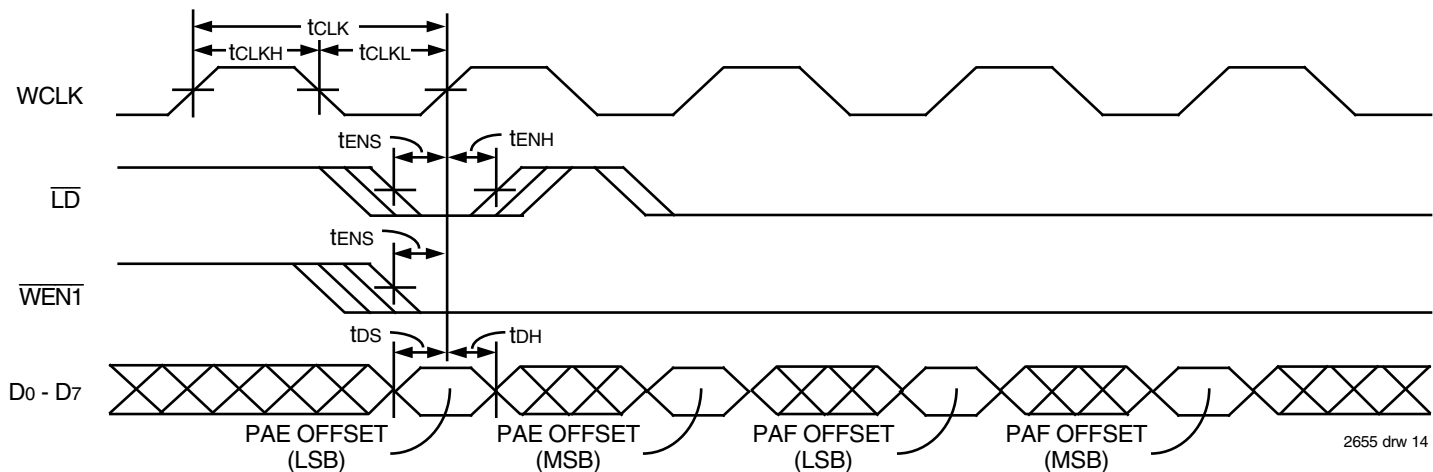 tCLK
tCLKH
tCLKL
WCLK
tENS
tENH
LD
tENS
WEN1
tDS
tDH
D0 - D7
PAE OFFSET
(LSB)
PAE OFFSET
(MSB)
PAF OFFSET
(LSB)
PAF OFFSET
(MSB)
2655 drw 14